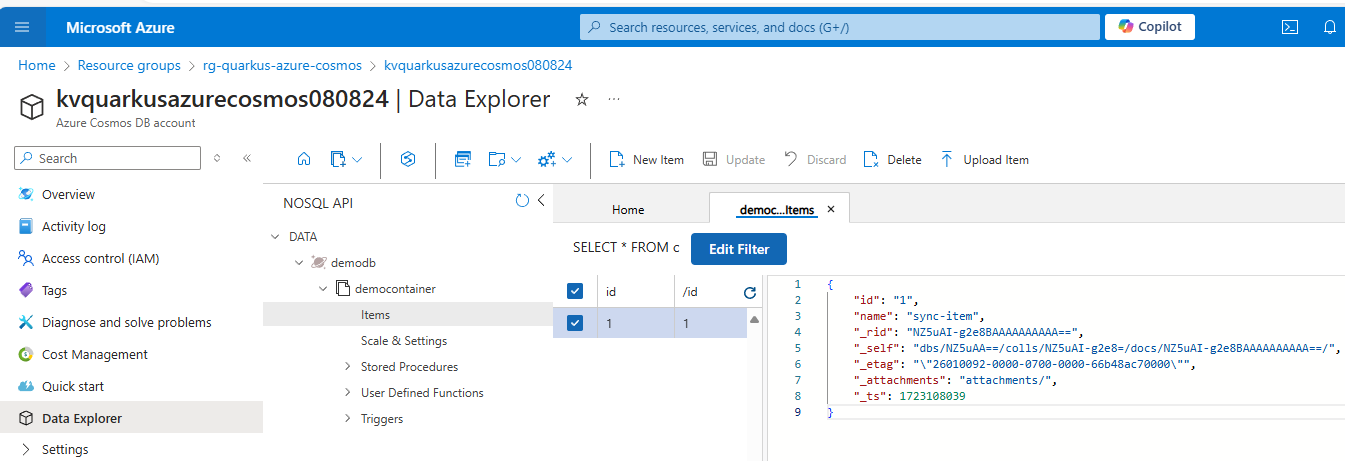 Microsoft Azure
Search resources, services, and docs (G+/)
Copilot
Home > Resource groups > rg-quarkus-azure-cosmos > kvquarkusazurecosmos080824
kvquarkusazurecosmos080824 | Data Explorer
Azure Cosmos DB account
Search
Overview
Activity log
Access control (IAM)
Tags
Diagnose and solve problems
Cost Management
Quick start
Data Explorer
Settings
New Item
Update
Discard
Delete
Upload Item
NOSQL API
DATA
demodb
democontainer
Items
Scale & Settings
Stored Procedures
User Defined Functions
Triggers
Home
democ...Items
SELECT * FROM c
Edit Filter
id /id
1 1
1 {
2 "id": "1",
3 "name": "sync-item",
4 "_rid": "NZ5uAI-g2e8BAAAAAAAAAA==",
5 "_self": "dbs/NZ5uAA==/colls/NZ5uAI-g2e8=/docs/NZ5uAI-g2e8BAAAAAAAAAA==/",
6 "_etag": "\"26010092-0000-0700-0000-66b48ac70000\"",
7 "_attachments": "attachments/",
8 "_ts": 1723108039
9 }